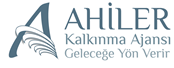 AHİLER
Kalkınma Ajansı
Geleceğe Yön Verir